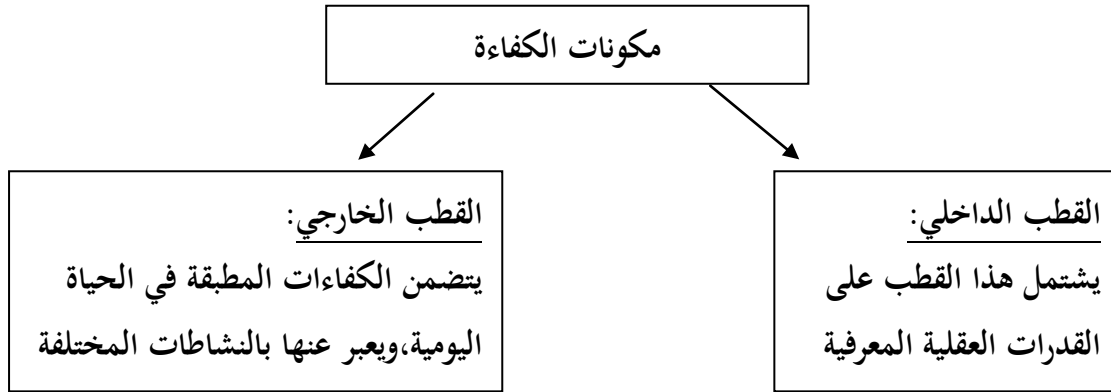 مكونات الكفاءة
القطب الداخلي:
يشتمل هذا القطب على
القدرات العقلية المعرفية
القطب الخارجي:
يتضمن الكفاءات المطبقة في الحياة
اليومية،ويعبر عنها بالنشاطات المختلفة